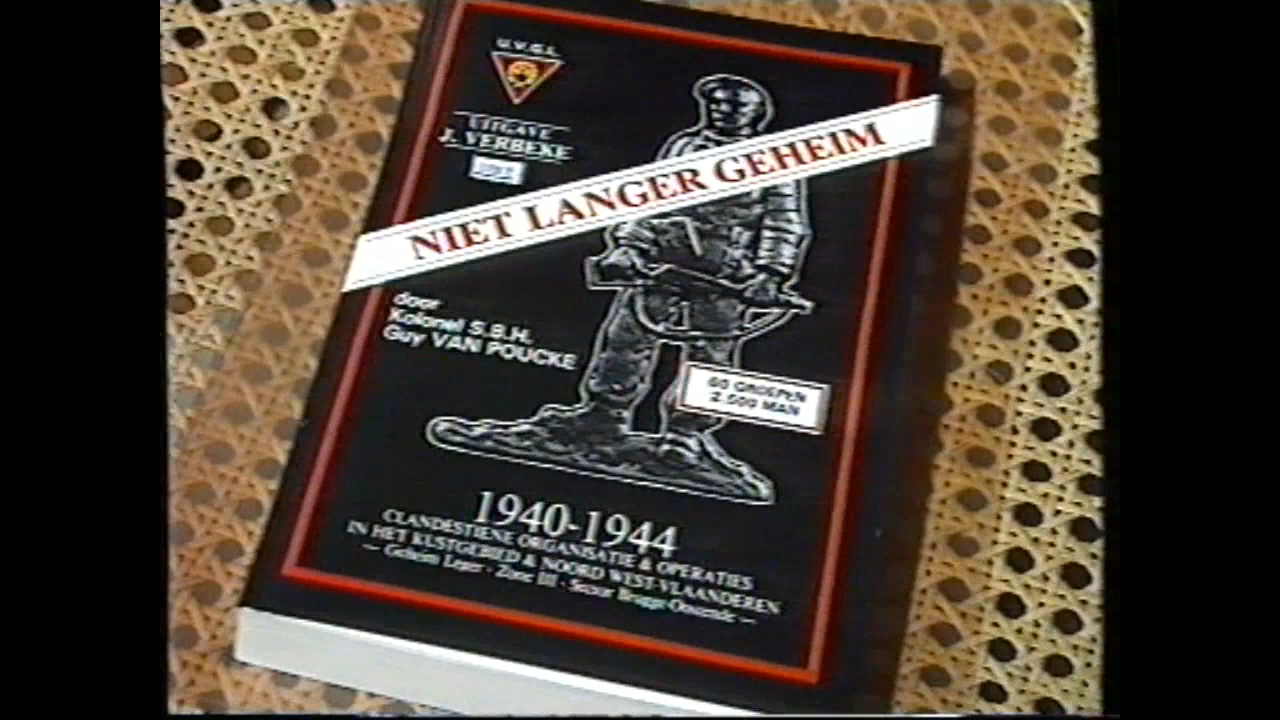 U.V.G.L.
UITGAVE
J. VERBEKE
NIET LANGER GEHEIM
door
Kolonel S.B.H.
Guy VAN POUCKE
60 GROEPEN
2.500 MAN
1940-1944
CLANDESTIENE ORGANISATIE & OPERATIES
IN HET KUSTGEBIED & NOORD WEST-VLAANDEREN
— Geheim Leger - Zone III - Sector Brugge-Oostende —